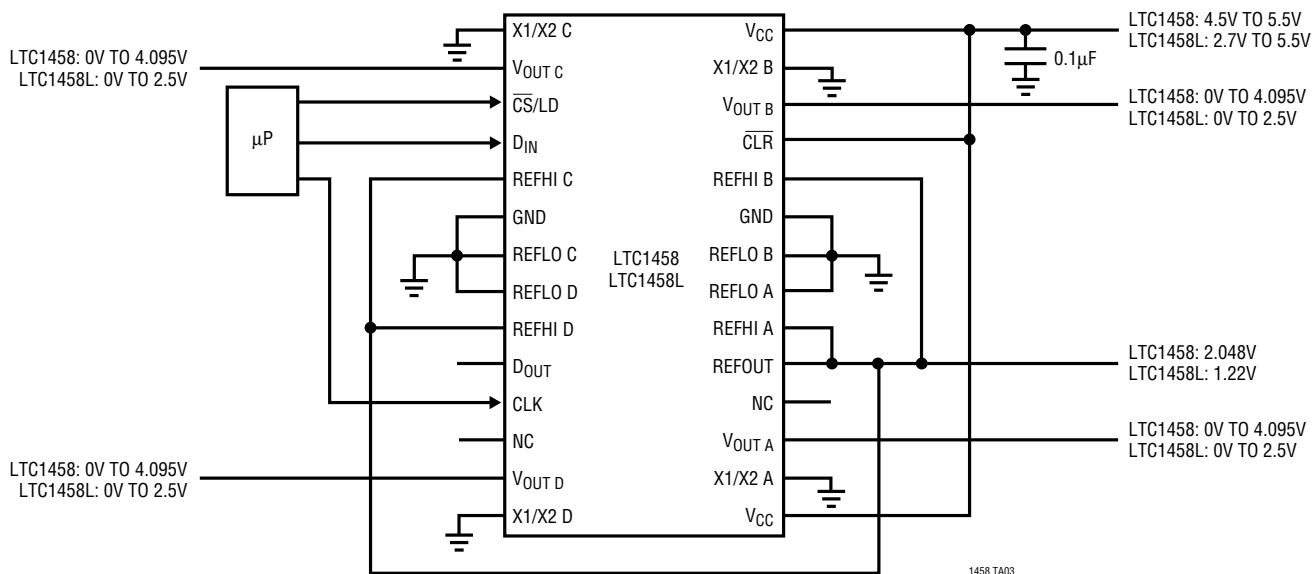 LTC1458: 0V TO 4.095V
LTC1458L: 0V TO 2.5V
µP
LTC1458: 0V TO 4.095V
LTC1458L: 0V TO 2.5V
X1/X2 C
VOUT C
CS/LD
DIN
REFHI C
GND
REFLO C
REFLO D
REFHI D
DOUT
CLK
NC
VOUT D
X1/X2 D
LTC1458
LTC1458L
VCC
X1/X2 B
VOUT B
CLR
REFHI B
GND
REFLO B
REFLO A
REFHI A
REFOUT
NC
VOUT A
X1/X2 A
VCC
LTC1458: 4.5V TO 5.5V
LTC1458L: 2.7V TO 5.5V
0.1µF
LTC1458: 0V TO 4.095V
LTC1458L: 0V TO 2.5V
LTC1458: 2.048V
LTC1458L: 1.22V
LTC1458: 0V TO 4.095V
LTC1458L: 0V TO 2.5V
1458 TA03